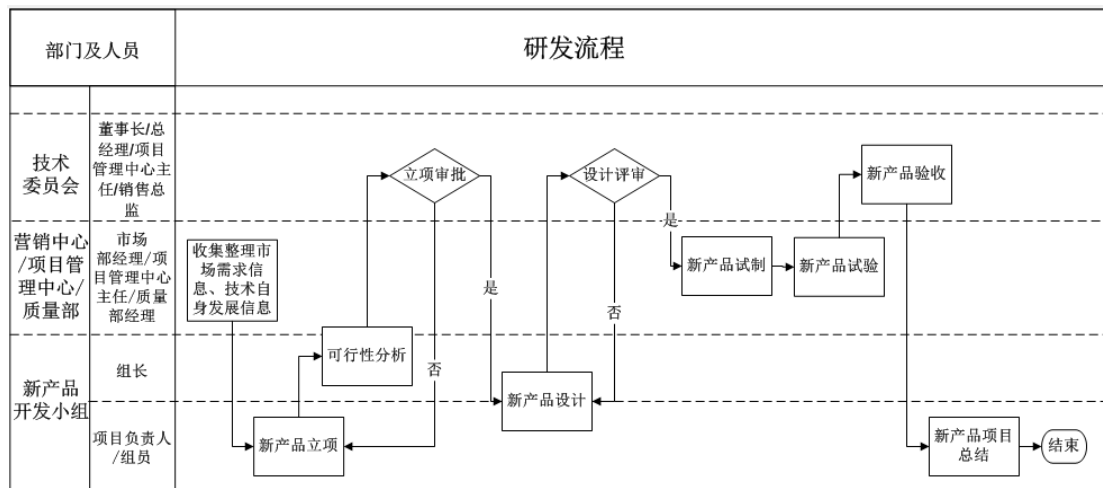 部门及人员
研发流程
技术
委员会
董事长/总
经理/项目
管理中心主
任/销售总
监
立项审批
设计评审
新产品验收
是
营销中心
/项目管
理中心/
质量部
市场
部经理/项
目管理中心
主任/质量
部经理
收集整理市
场需求信
息、技术自
身发展信息
新产品试制
新产品试验
是
否
新产品
开发小组
组长
可行性分析
否
新产品设计
项目负责人
/组员
新产品立项
新产品项目
总结
结束